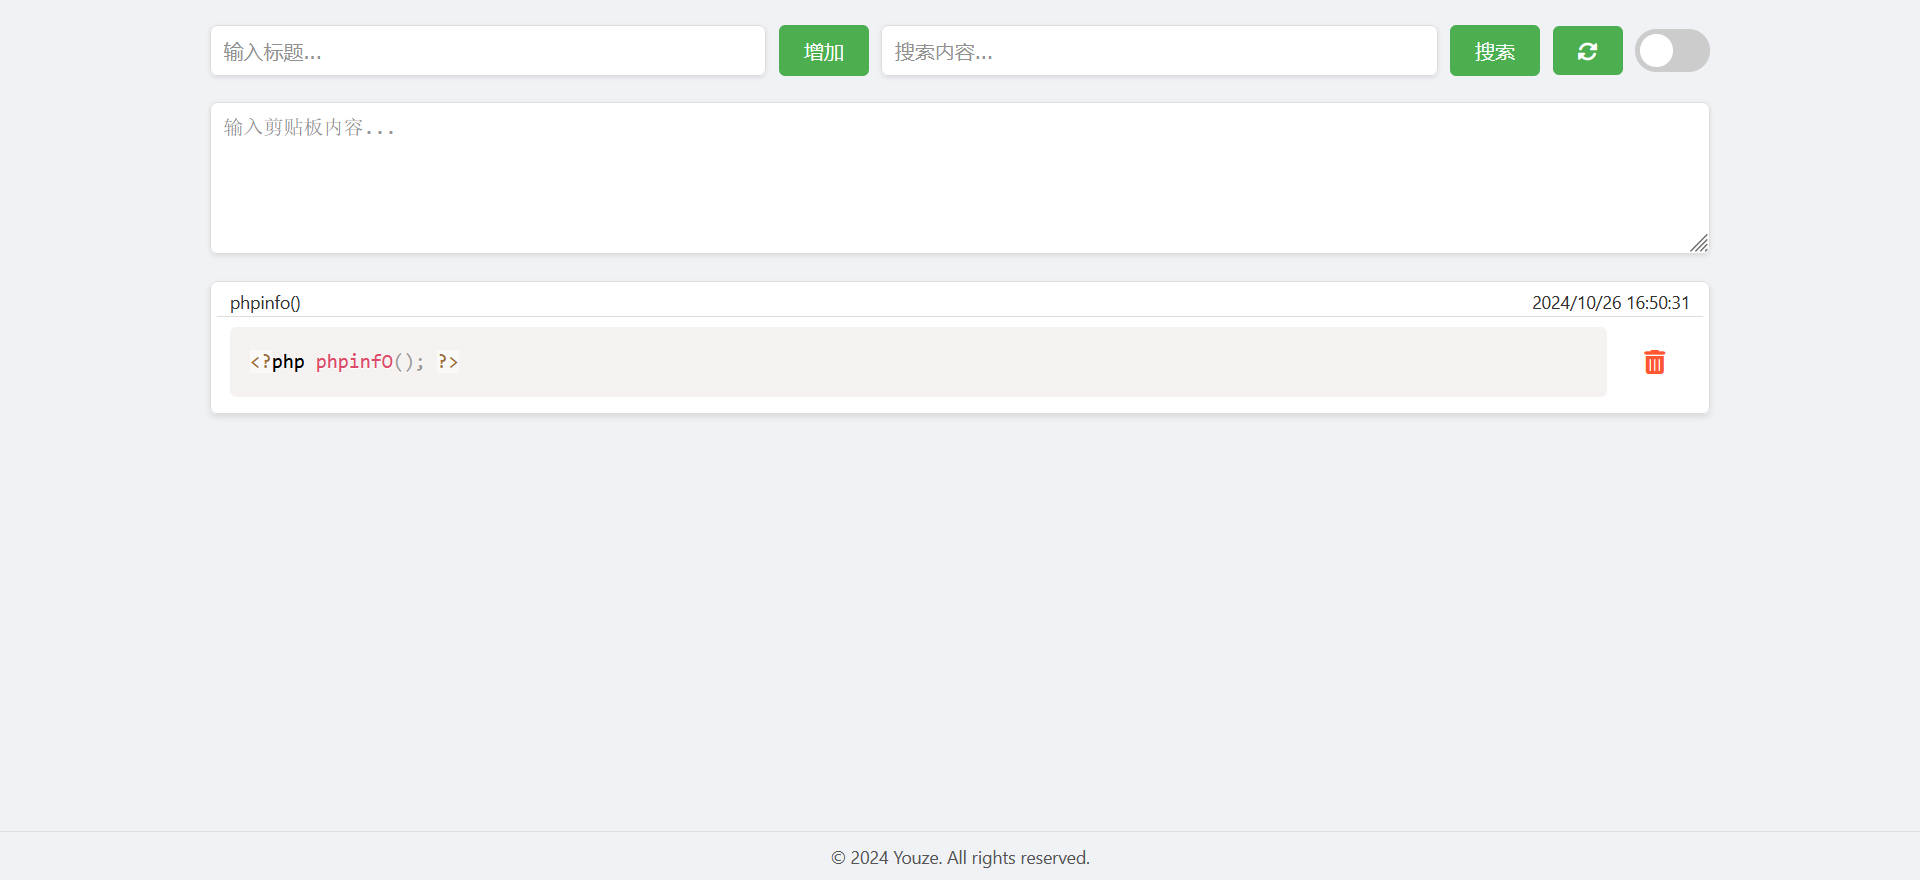 输入标题...
增加
搜索内容...
搜索
输入剪贴板内容...
phpinfo()
2024/10/26 16:50:31
<?php phpinfO(); ?>
© 2024 Youze. All rights reserved.